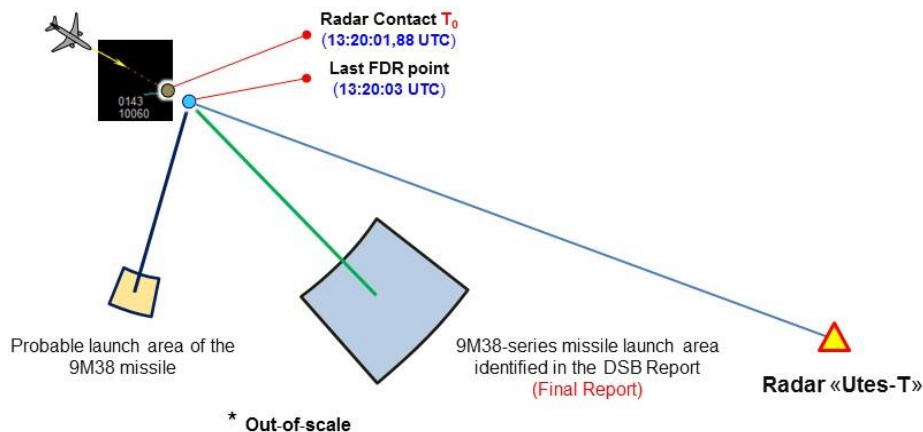 Radar Contact T₀
(13:20:01,88 UTC)
Last FDR point
(13:20:03 UTC)
0143
10060
Probable launch area of the
9M38 missile
9M38-series missile launch area
identified in the DSB Report
(Final Report)
Radar «Utes-T»
* Out-of-scale